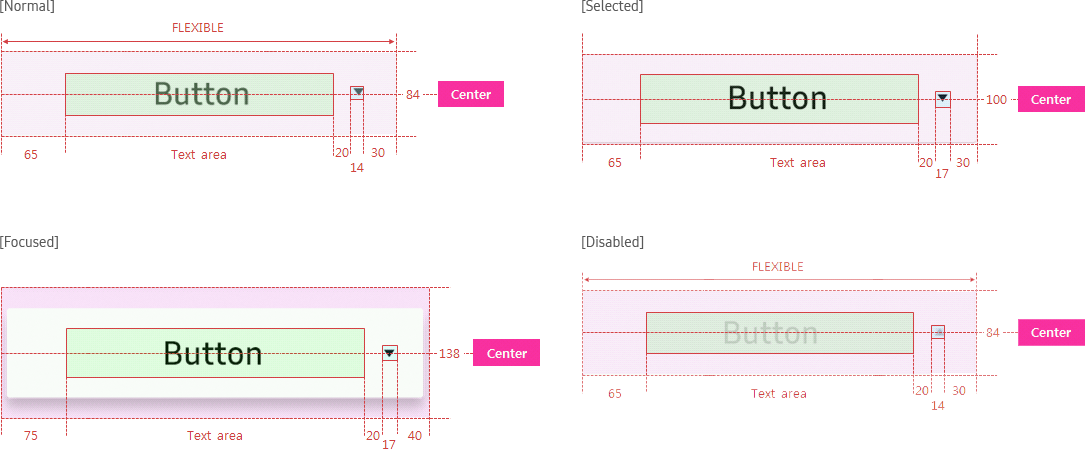 [Normal]
FLEXIBLE
Button
84
Center
65
Text area
20
30
14
[Selected]
Button
100
Center
65
Text area
20
30
17
[Focused]
Button
138
Center
75
Text area
20
40
17
[Disabled]
FLEXIBLE
Button
84
Center
65
Text area
20
30
14